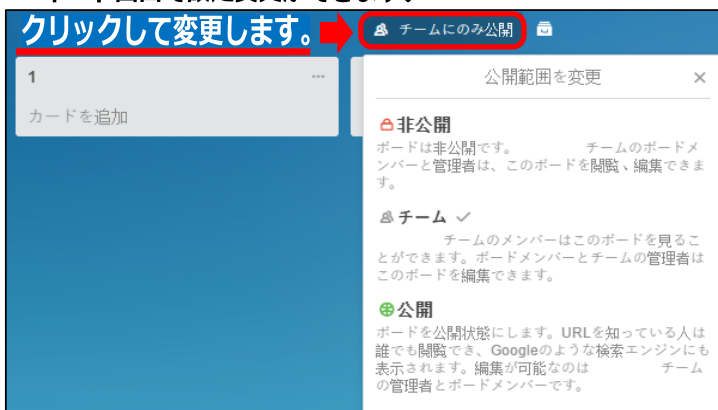 クリックして変更します。
チームにのみ公開
1
カードを追加
公開範囲を変更
非公開
ボードは非公開です。 チームのボードメ
ンバーと管理者は、このボードを閲覧、編集できま
す。
チーム
チームのメンバーはこのボードを見るこ
とができます。ボードメンバーとチームの管理者は
このボードを編集できます。
公開
ボードを公開状態にします。URLを知っている人は
誰でも閲覧でき、Googleのような検索エンジンにも
表示されます。編集が可能なのは チーム
の管理者とボードメンバーです。